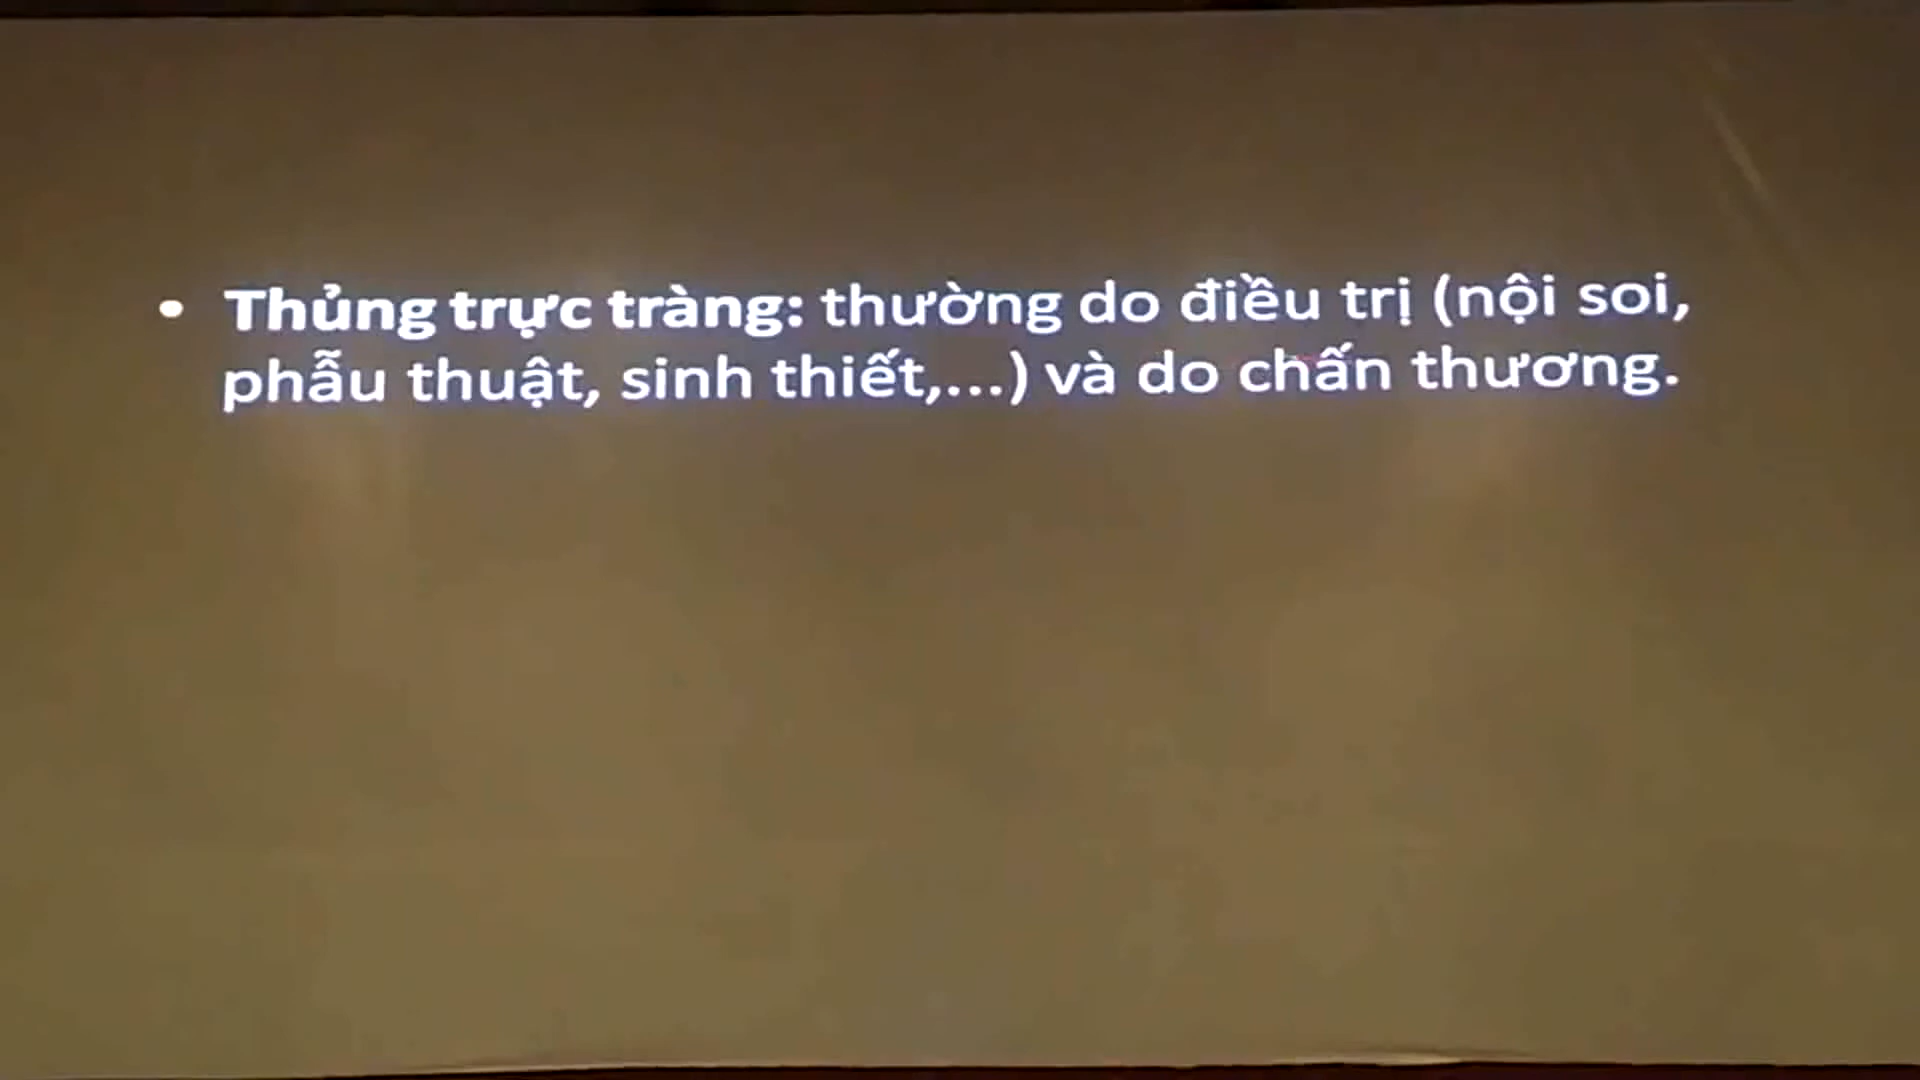 • Thủng trực tràng: thường do điều trị (nội soi,
phẫu thuật, sinh thiết,...) và do chấn thương.